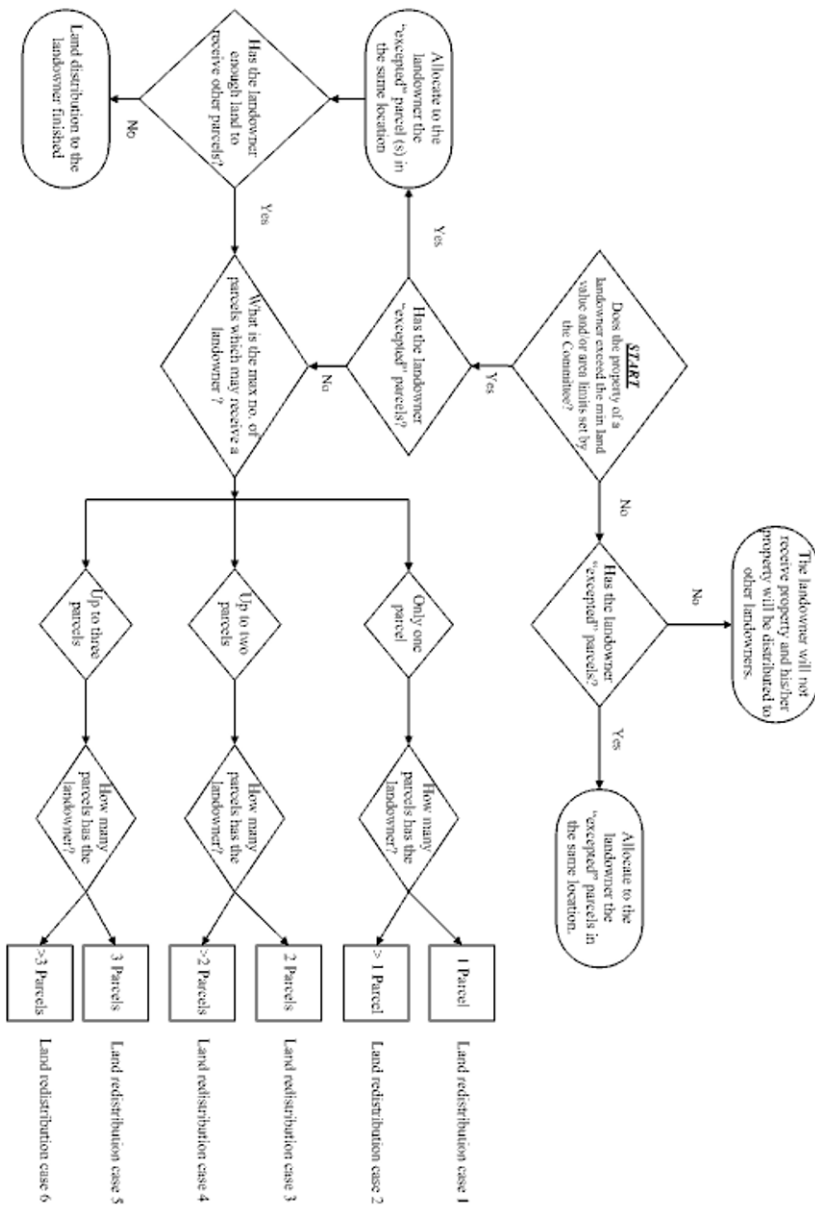 The landowner will not
receive property and his/her
property will be distributed to
other landowners.
No
START
Does the property of a
landowner exceed the min land
value and/or area limits set by
the Committee?
No
Has the landowner
“excepted” parcels?
Yes
Allocate to the
landowner the
“excepted” parcels in
the same location.
Yes
Allocate to the
landowner the
“excepted” parcel (s) in
the same location
Yes
Has the landowner
“excepted” parcels?
No
Only one
parcel
How many
parcels has the
landowner?
1 Parcel
Land redistribution case 1
> 1 Parcel
Land redistribution case 2
Has the landowner
enough land to
receive other parcels?
Yes
What is the max no. of
parcels which may receive a
landowner ?
Up to two
parcels
How many
parcels has the
landowner?
2 Parcels
Land redistribution case 3
>2 Parcels
Land redistribution case 4
No
Land distribution to the
landowner finished
Up to three
parcels
How many
parcels has the
landowner?
3 Parcels
Land redistribution case 5
>3 Parcels
Land redistribution case 6